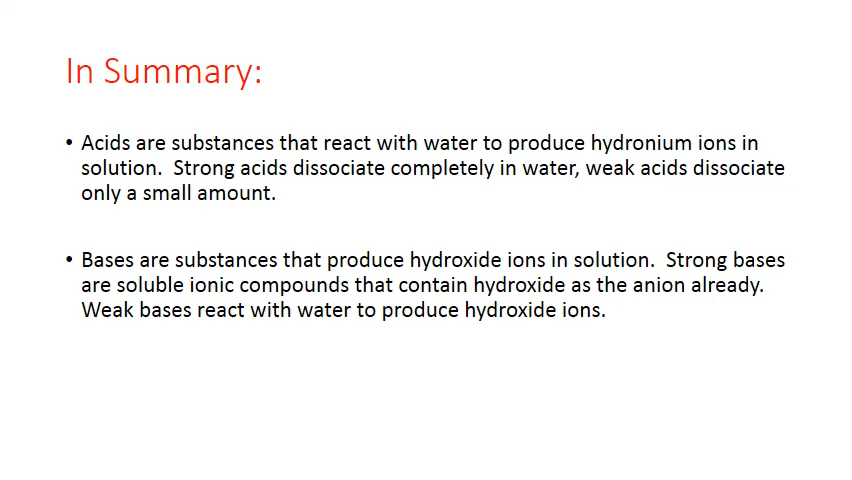 In Summary:
• Acids are substances that react with water to produce hydronium ions in
solution.  Strong acids dissociate completely in water, weak acids dissociate
only a small amount.
• Bases are substances that produce hydroxide ions in solution.  Strong bases
are soluble ionic compounds that contain hydroxide as the anion already.
Weak bases react with water to produce hydroxide ions.